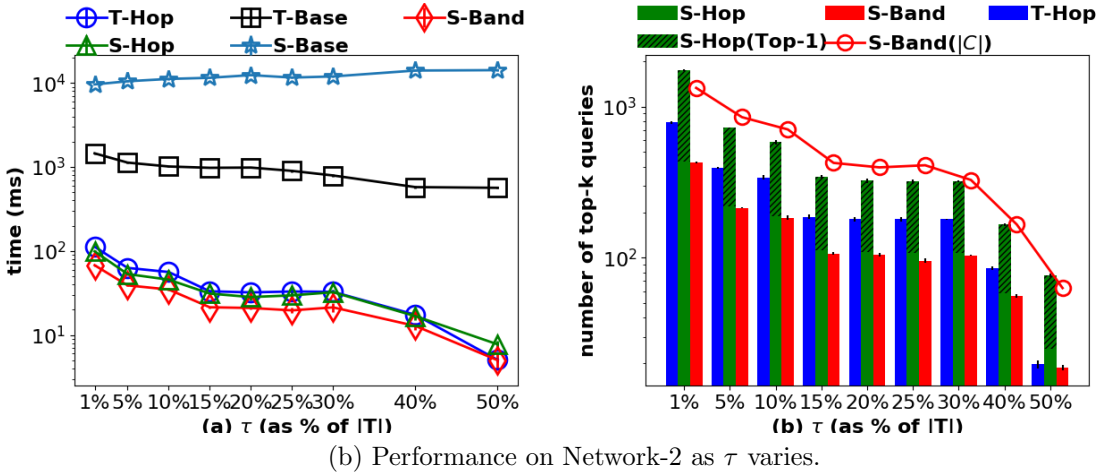 T-Hop T-Base S-Band
S-Hop S-Base
time (ms)
10^4
10^3
10^2
10^1
1% 5% 10% 15% 20% 25% 30% 40% 50%
(a) τ (as % of |T|)
S-Hop S-Band T-Hop
S-Hop(Top-1) S-Band(|C|)
number of top-k queries
10^3
10^2
1% 5% 10% 15% 20% 25% 30% 40% 50%
(b) τ (as % of |T|)
(b) Performance on Network-2 as τ varies.